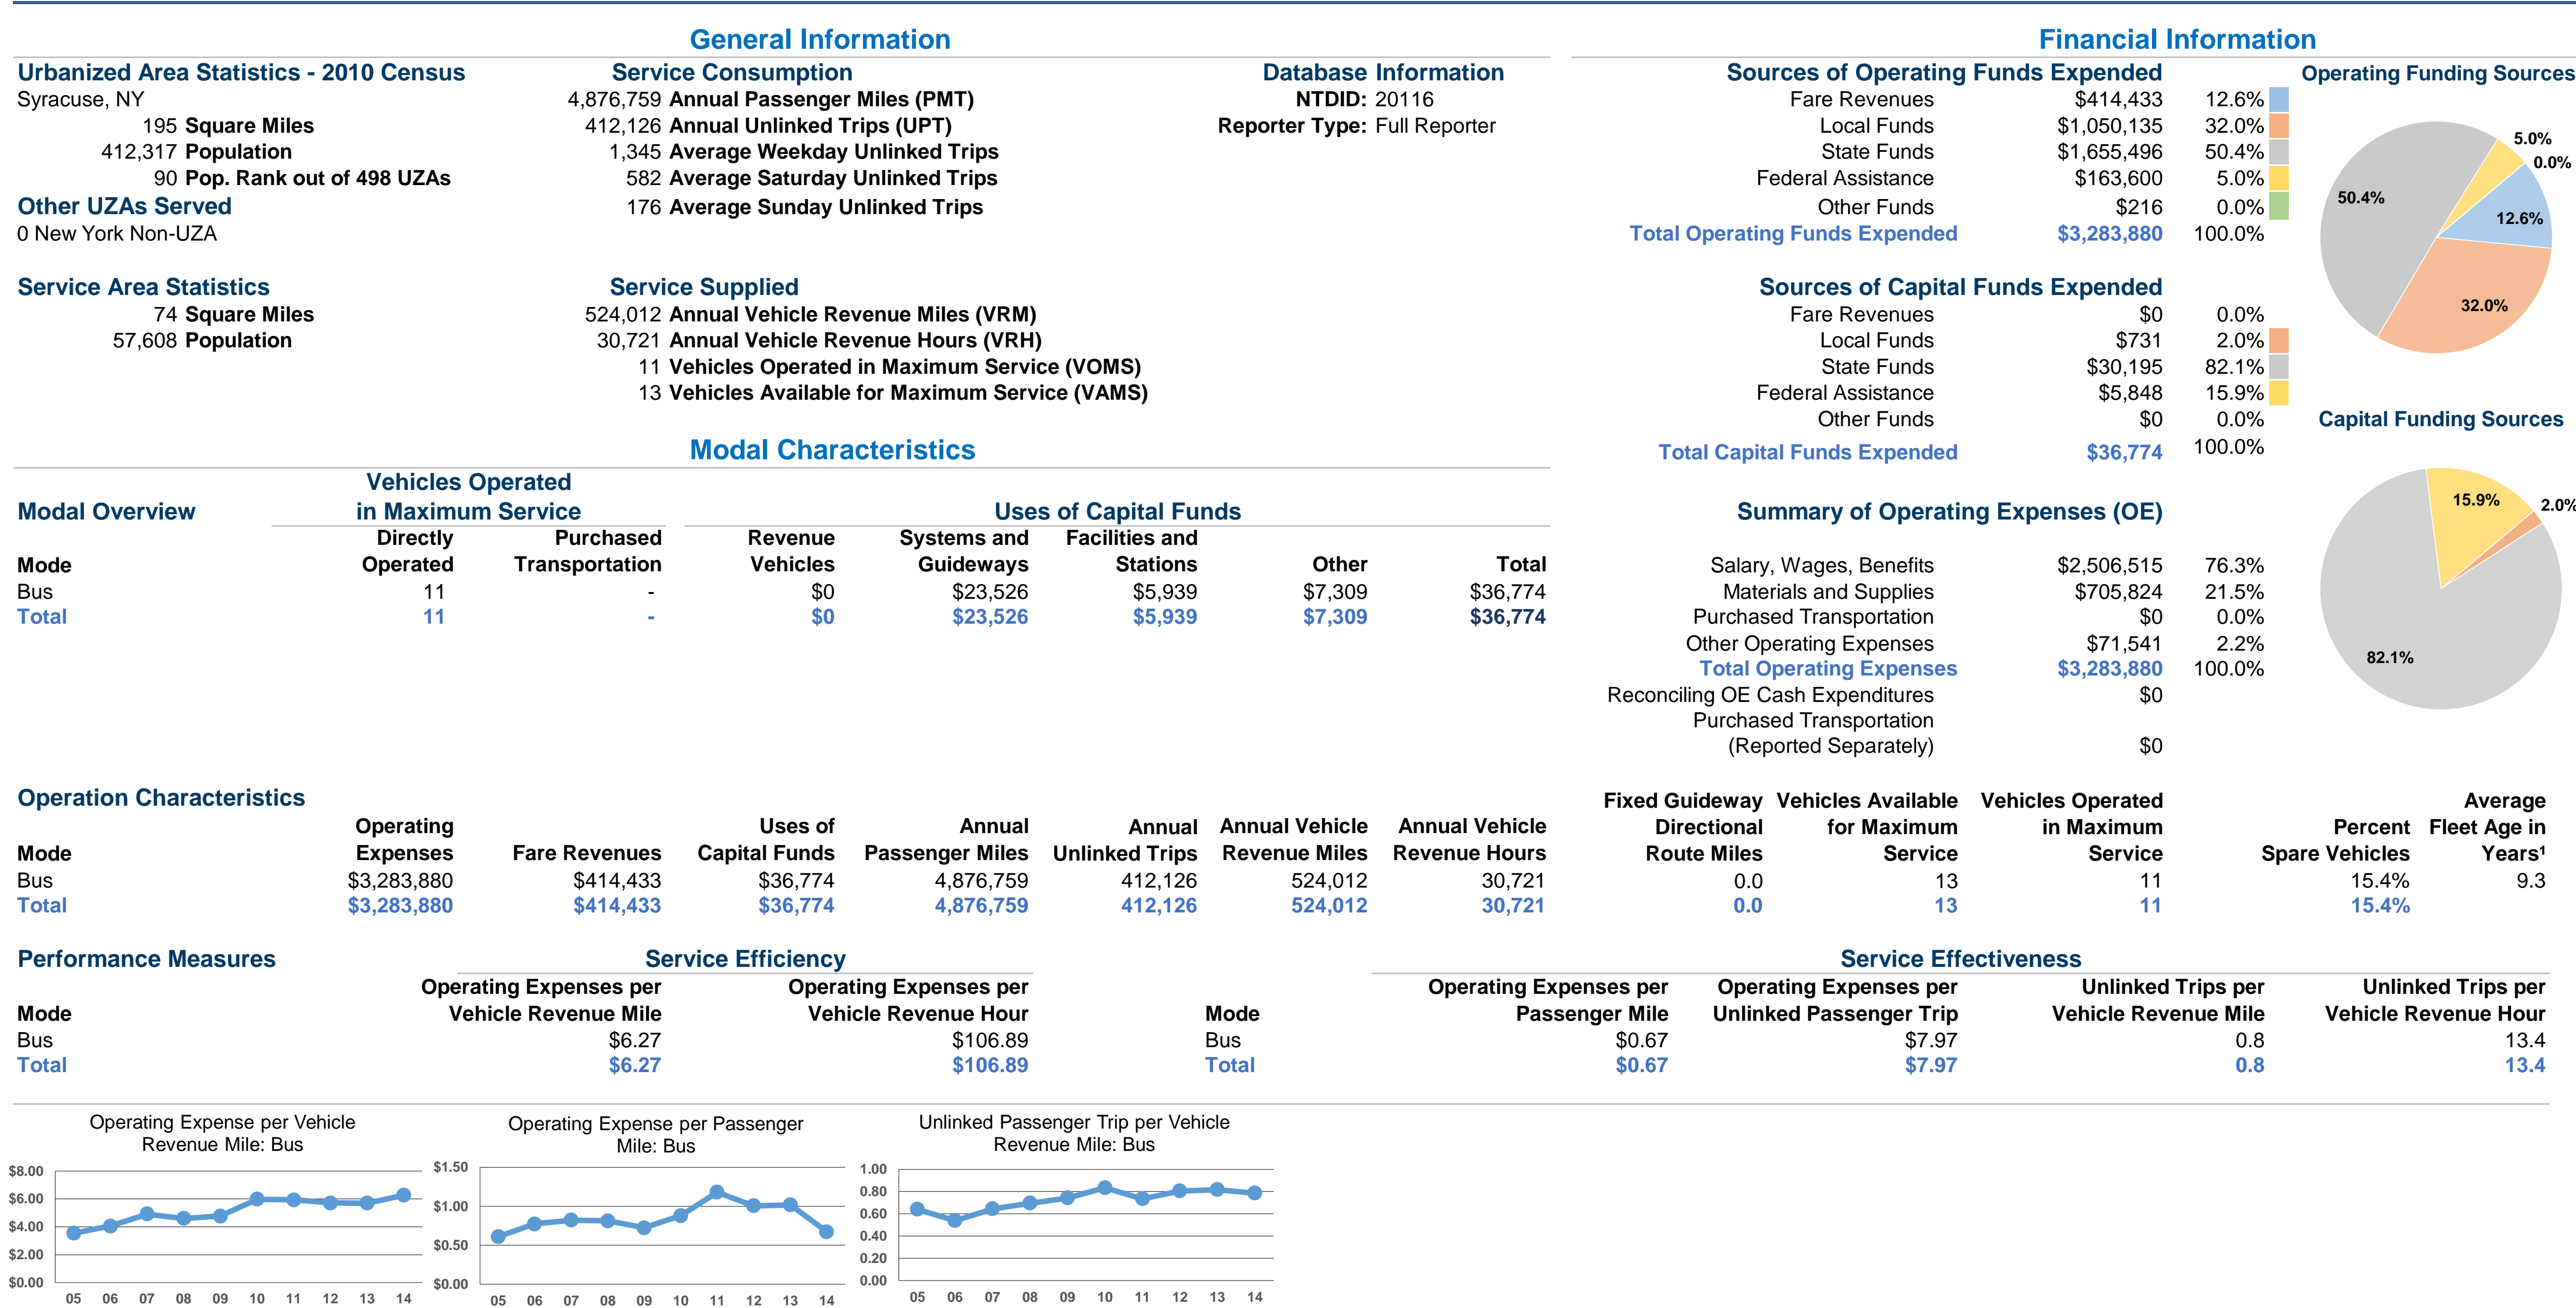 General Information
Urbanized Area Statistics - 2010 Census
Syracuse, NY
195 Square Miles
412,317 Population
90 Pop. Rank out of 498 UZAs
Other UZAs Served
0 New York Non-UZA
Service Area Statistics
74 Square Miles
57,608 Population
Service Consumption
4,876,759 Annual Passenger Miles (PMT)
412,126 Annual Unlinked Trips (UPT)
1,345 Average Weekday Unlinked Trips
582 Average Saturday Unlinked Trips
176 Average Sunday Unlinked Trips
Service Supplied
524,012 Annual Vehicle Revenue Miles (VRM)
30,721 Annual Vehicle Revenue Hours (VRH)
11 Vehicles Operated in Maximum Service (VOMS)
13 Vehicles Available for Maximum Service (VAMS)
Database Information
NTDID: 20116
Reporter Type: Full Reporter
Financial Information
Sources of Operating Funds Expended
Fare Revenues $414,433 12.6%
Local Funds $1,050,135 32.0%
State Funds $1,655,496 50.4%
Federal Assistance $163,600 5.0%
Other Funds $216 0.0%
Total Operating Funds Expended $3,283,880 100.0%
Sources of Capital Funds Expended
Fare Revenues $0 0.0%
Local Funds $731 2.0%
State Funds $30,195 82.1%
Federal Assistance $5,848 15.9%
Other Funds $0 0.0%
Total Capital Funds Expended $36,774 100.0%
Operating Funding Sources
5.0%
0.0%
50.4%
12.6%
32.0%
Capital Funding Sources
15.9%
2.0%
82.1%
Summary of Operating Expenses (OE)
Salary, Wages, Benefits $2,506,515 76.3%
Materials and Supplies $705,824 21.5%
Purchased Transportation $0 0.0%
Other Operating Expenses $71,541 2.2%
Total Operating Expenses $3,283,880 100.0%
Reconciling OE Cash Expenditures $0
Purchased Transportation
(Reported Separately) $0
Modal Characteristics
Vehicles Operated
Modal Overview in Maximum Service Uses of Capital Funds
Directly Purchased Revenue Systems and Facilities and
Mode Operated Transportation Vehicles Guideways Stations Other Total
Bus 11 - $0 $23,526 $5,939 $7,309 $36,774
Total 11 - $0 $23,526 $5,939 $7,309 $36,774
Operation Characteristics
Fixed Guideway Vehicles Available Vehicles Operated Average
Operating Uses of Annual Annual Annual Vehicle Annual Vehicle Directional for Maximum in Maximum Percent Fleet Age in
Mode Expenses Fare Revenues Capital Funds Passenger Miles Unlinked Trips Revenue Miles Revenue Hours Route Miles Service Service Spare Vehicles Years¹
Bus $3,283,880 $414,433 $36,774 4,876,759 412,126 524,012 30,721 0.0 13 11 15.4% 9.3
Total $3,283,880 $414,433 $36,774 4,876,759 412,126 524,012 30,721 0.0 13 11 15.4%
Performance Measures Service Efficiency Service Effectiveness
Operating Expenses per Operating Expenses per Operating Expenses per Operating Expenses per Unlinked Trips per Unlinked Trips per
Mode Vehicle Revenue Mile Vehicle Revenue Hour Mode Passenger Mile Unlinked Passenger Trip Vehicle Revenue Mile Vehicle Revenue Hour
Bus $6.27 $106.89 Bus $0.67 $7.97 0.8 13.4
Total $6.27 $106.89 Total $0.67 $7.97 0.8 13.4
Operating Expense per Vehicle
Revenue Mile: Bus
$8.00
$6.00
$4.00
$2.00
$0.00
05 06 07 08 09 10 11 12 13 14
Operating Expense per Passenger
Mile: Bus
$1.50
$1.00
$0.50
$0.00
05 06 07 08 09 10 11 12 13 14
Unlinked Passenger Trip per Vehicle
Revenue Mile: Bus
1.00
0.80
0.60
0.40
0.20
0.00
05 06 07 08 09 10 11 12 13 14